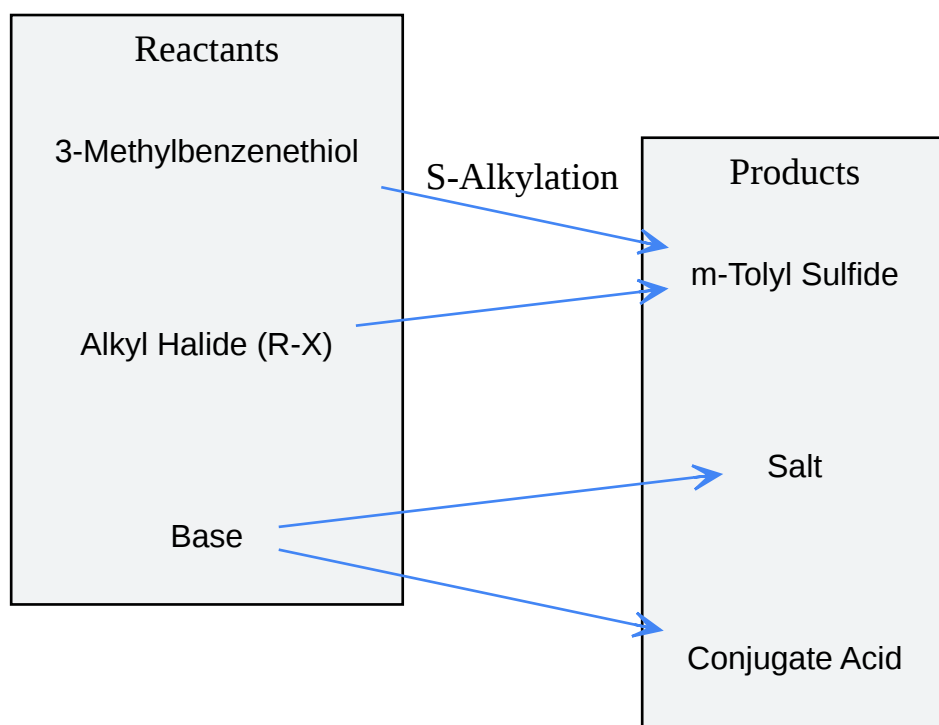 Reactants
3-Methylbenzenethiol
Alkyl Halide (R-X)
Base
S-Alkylation
Products
m-Tolyl Sulfide
Salt
Conjugate Acid